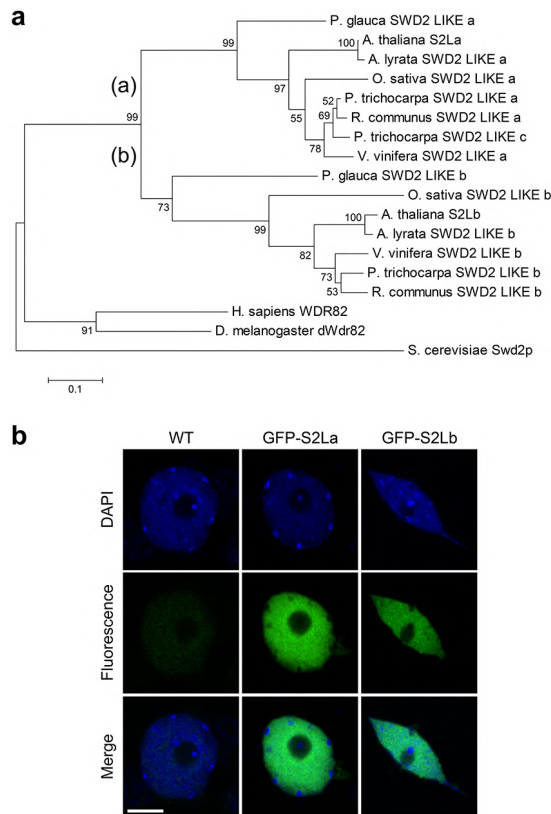 a
P. glauca SWD2 LIKE a
99
100
A. thaliana S2La
A. lyrata SWD2 LIKE a
97
O. sativa SWD2 LIKE a
(a)
55
52
P. trichocarpa SWD2 LIKE a
69
R. communus SWD2 LIKE a
P. trichocarpa SWD2 LIKE c
99
78
V. vinifera SWD2 LIKE a
(b)
P. glauca SWD2 LIKE b
73
O. sativa SWD2 LIKE b
99
100
A. thaliana S2Lb
A. lyrata SWD2 LIKE b
82
V. vinifera SWD2 LIKE b
73
P. trichocarpa SWD2 LIKE b
53
R. communus SWD2 LIKE b
H. sapiens WDR82
91
D. melanogaster dWdr82
S. cerevisiae Swd2p
0.1
b
WT GFP-S2La GFP-S2Lb
DAPI
Fluorescence
Merge